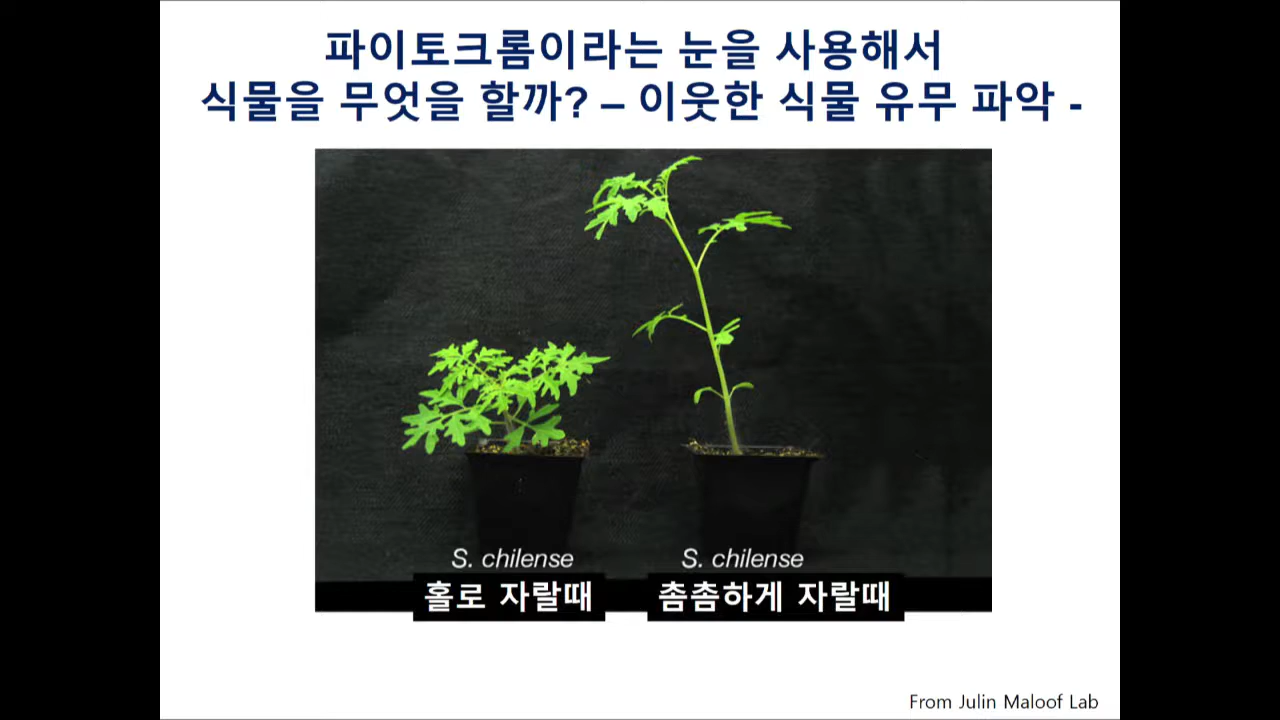 파이토크롬이라는 눈을 사용해서
식물을 무엇을 할까? – 이웃한 식물 유무 파악 -
S. chilense S. chilense
홀로 자랄때 촘촘하게 자랄때
From Julin Maloof Lab